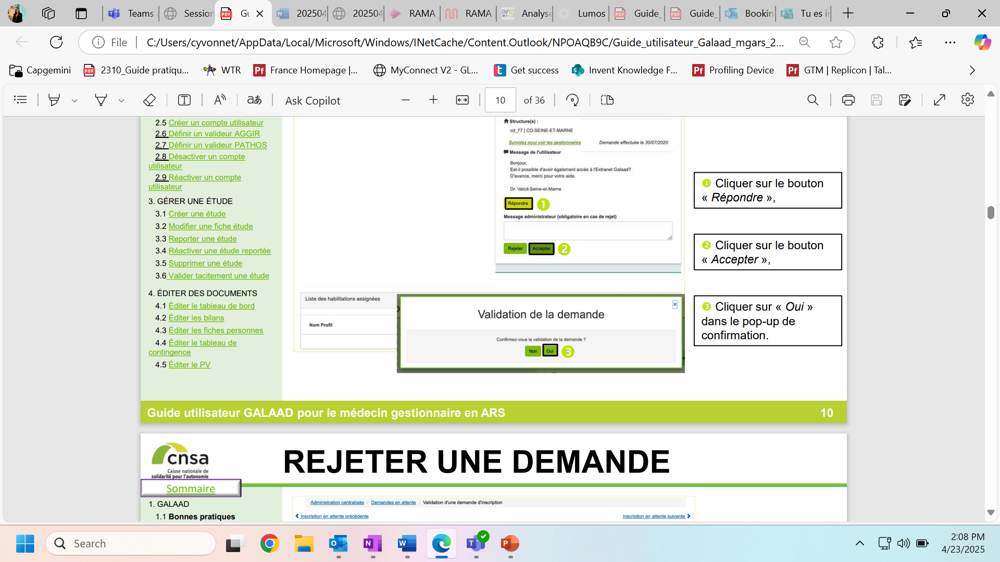 Teams
Session
Gu
202504
202504
RAMA
RAMA
Analyse
Lumos
Guide_
Guide_
Bookin
Tu es in
File
C:/Users/cyvonnet/AppData/Local/Microsoft/Windows/INetCache/Content.Outlook/NPOAQB9C/Guide_utilisateur_Galaad_mgars_2...
Capgemini
2310_Guide pratiqu...
WTR
France Homepage |...
MyConnect V2 - GL...
Get success
Invent Knowledge F...
Profiling Device
GTM | Replicon | Tal...
Ask Copilot
10 of 36
2.5 Créer un compte utilisateur
2.6 Définir un valideur AGGIR
2.7 Définir un valideur PATHOS
2.8 Désactiver un compte
utilisateur
2.9 Réactiver un compte
utilisateur
3. GÉRER UNE ÉTUDE
3.1 Créer une étude
3.2 Modifier une fiche étude
3.3 Reporter une étude
3.4 Réactiver une étude reportée
3.5 Supprimer une étude
3.6 Valider tacitement une étude
4. ÉDITER DES DOCUMENTS
4.1 Éditer le tableau de bord
4.2 Éditer les bilans
4.3 Éditer les fiches personnes
4.4 Éditer le tableau de
contingence
4.5 Éditer le PV
Structure(s) :
cd_77 | CD-SEINE-ET-MARNE
Survolez pour voir les gestionnaires
Demande effectuée le 30/07/2020
Message de l'utilisateur
Bonjour,
Est-il possible d'avoir également accès à l'Extranet Galaad?
D'avance, merci pour votre aide.
Dr. Valcd-Seine-et-Marne
Répondre 1
Message administrateur (obligatoire en cas de rejet)
Rejeter Accepter 2
Liste des habilitations assignées
Nom Profil
Validation de la demande
Confirmez-vous la validation de la demande ?
Non Oui 3
1 Cliquer sur le bouton
« Répondre »,
2 Cliquer sur le bouton
« Accepter »,
3 Cliquer sur « Oui »
dans le pop-up de
confirmation.
Guide utilisateur GALAAD pour le médecin gestionnaire en ARS 10
cnsa
Caisse nationale de
solidarité pour l'autonomie
REJETER UNE DEMANDE
Sommaire
1. GALAAD
1.1 Bonnes pratiques
Administration centralisée / Demandes en attente / Validation d'une demande d'inscription
Inscription en attente précédente
Inscription en attente suivante
Search
2:08 PM
4/23/2025